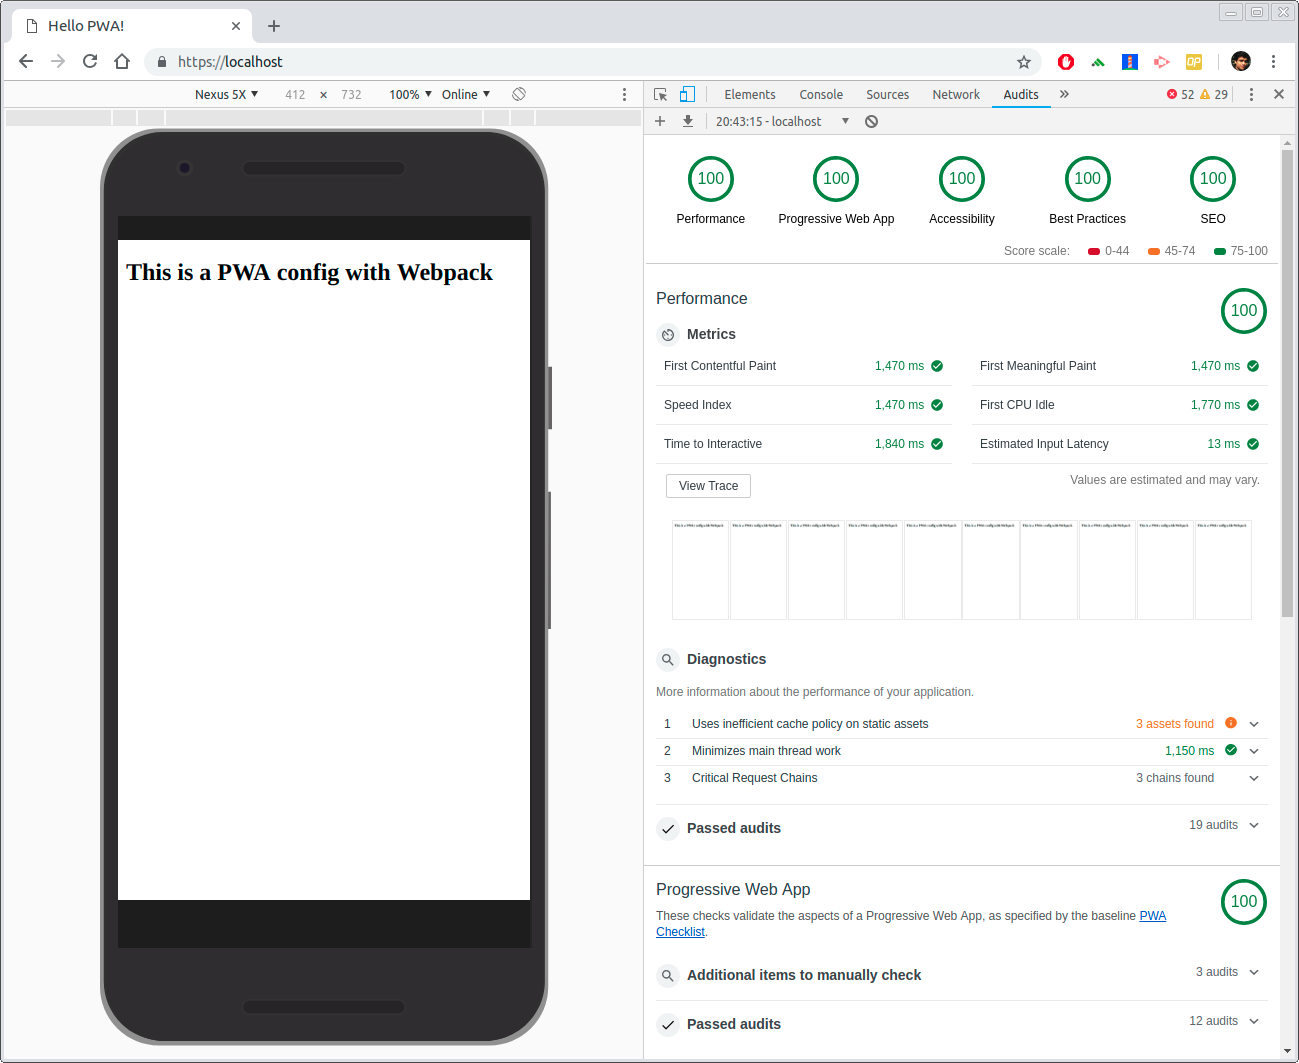 Hello PWA!
https://localhost
Nexus 5X 412 × 732 100% Online
Elements Console Sources Network Audits 52 29
20:43:15 - localhost
This is a PWA config with Webpack
100 100 100 100 100
Performance Progressive Web App Accessibility Best Practices SEO
Score scale: 0-44 45-74 75-100
Performance 100
Metrics
First Contentful Paint 1,470 ms First Meaningful Paint 1,470 ms
Speed Index 1,470 ms First CPU Idle 1,770 ms
Time to Interactive 1,840 ms Estimated Input Latency 13 ms
View Trace Values are estimated and may vary.
Diagnostics
More information about the performance of your application.
1 Uses inefficient cache policy on static assets 3 assets found
2 Minimizes main thread work 1,150 ms
3 Critical Request Chains 3 chains found
Passed audits 19 audits
Progressive Web App 100
These checks validate the aspects of a Progressive Web App, as specified by the baseline PWA
Checklist.
Additional items to manually check 3 audits
Passed audits 12 audits